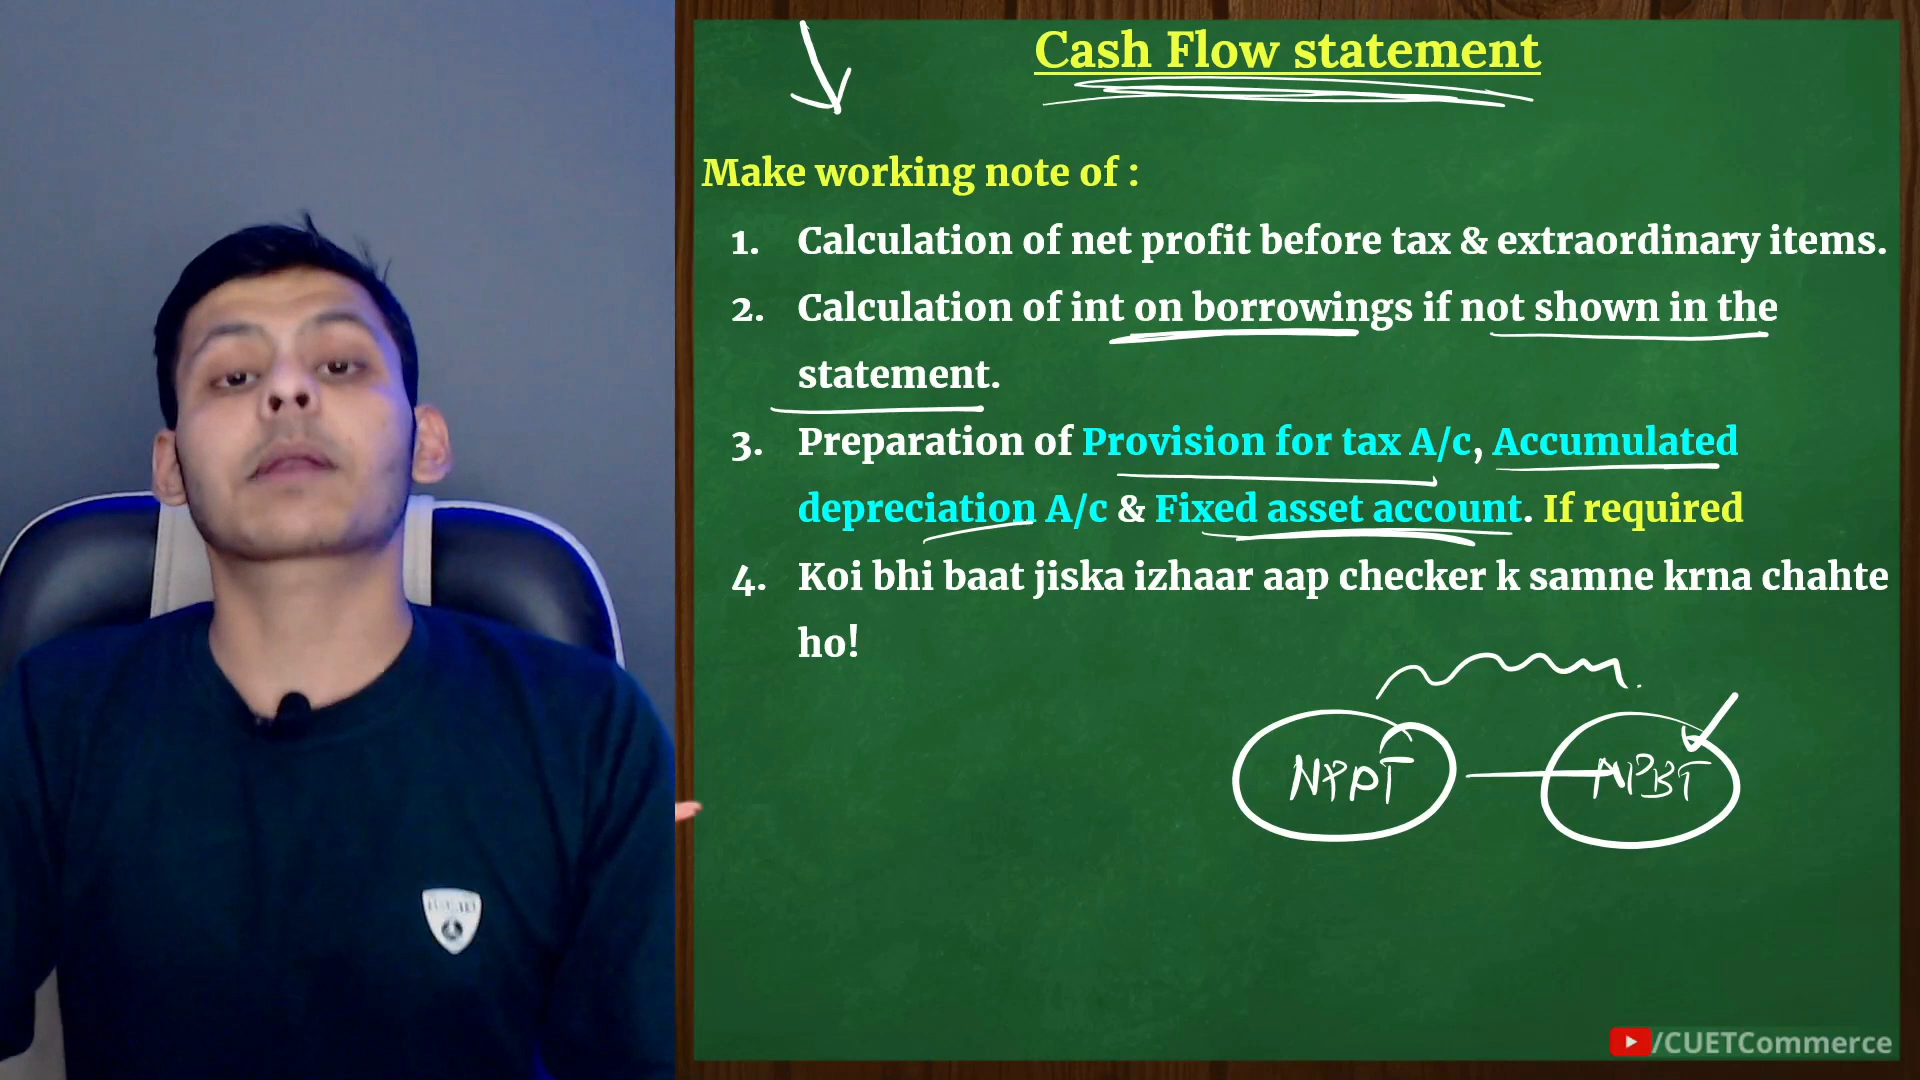 Cash Flow statement
Make working note of :
1. Calculation of net profit before tax & extraordinary items.
2. Calculation of int on borrowings if not shown in the
statement.
3. Preparation of Provision for tax A/c, Accumulated
depreciation A/c & Fixed asset account. If required
4. Koi bhi baat jiska izhaar aap checker k samne krna chahte
ho!
NPBT
/CUETCommerce